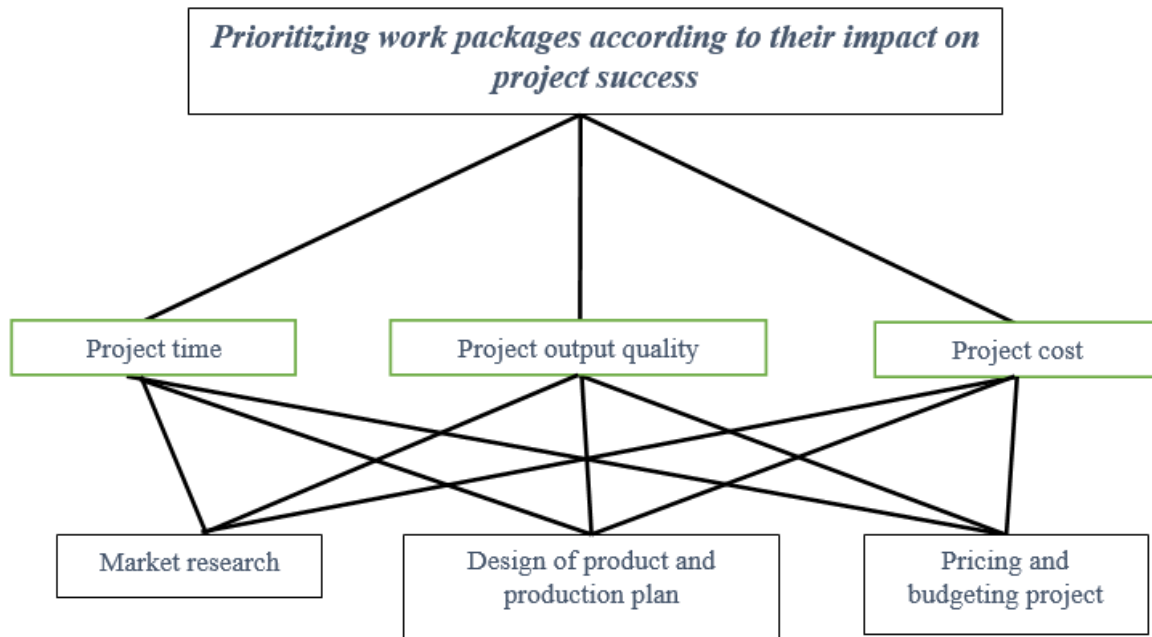 Prioritizing work packages according to their impact on
project success
Project time
Project output quality
Project cost
Market research
Design of product and
production plan
Pricing and
budgeting project